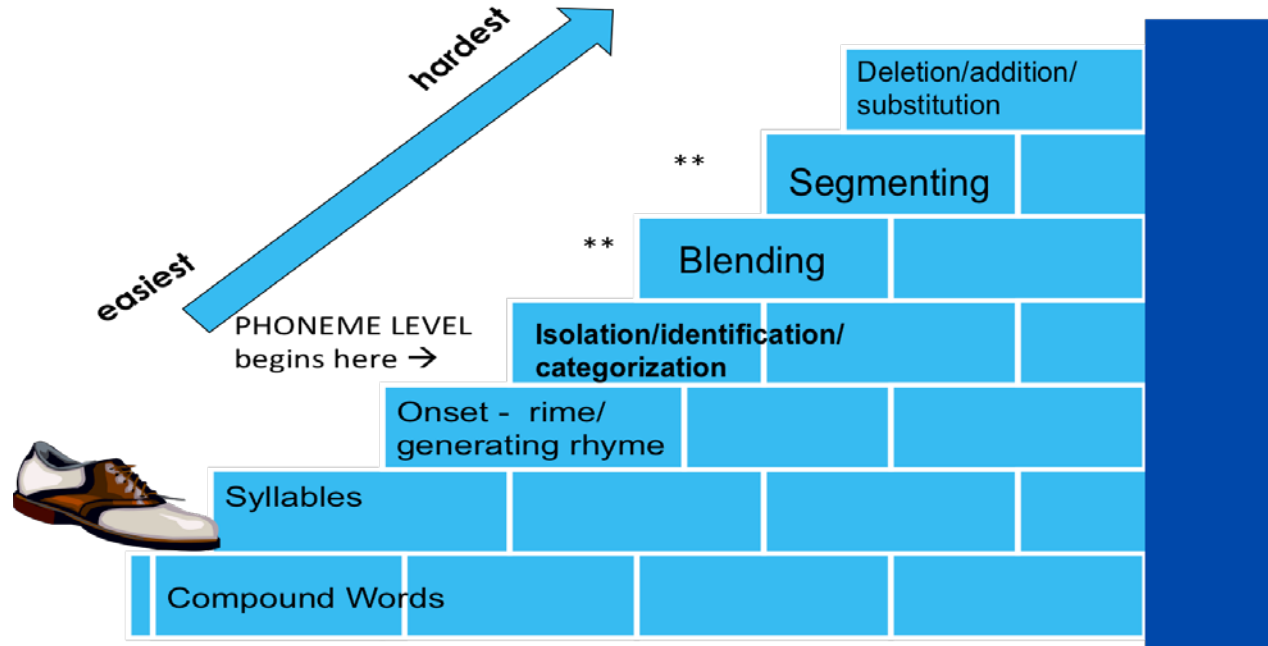 hardest
easiest
Deletion/addition/
substitution
**
Segmenting
**
Blending
PHONEME LEVEL
begins here →
Isolation/identification/
categorization
Onset - rime/
generating rhyme
Syllables
Compound Words